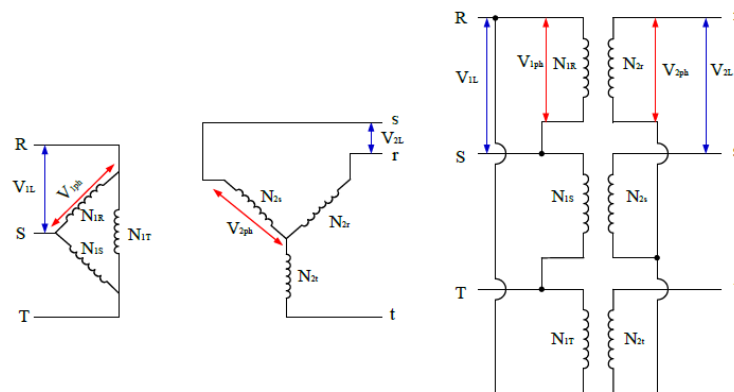 R
V1L
S
T
V1ph
N1R
N1S
N1T
s
V2L
r
N2s
N2r
V2ph
N2t
t
R
V1L
V1ph
N1R
N2r
V2ph
V2L
S
N1S
N2s
T
N1T
N2t